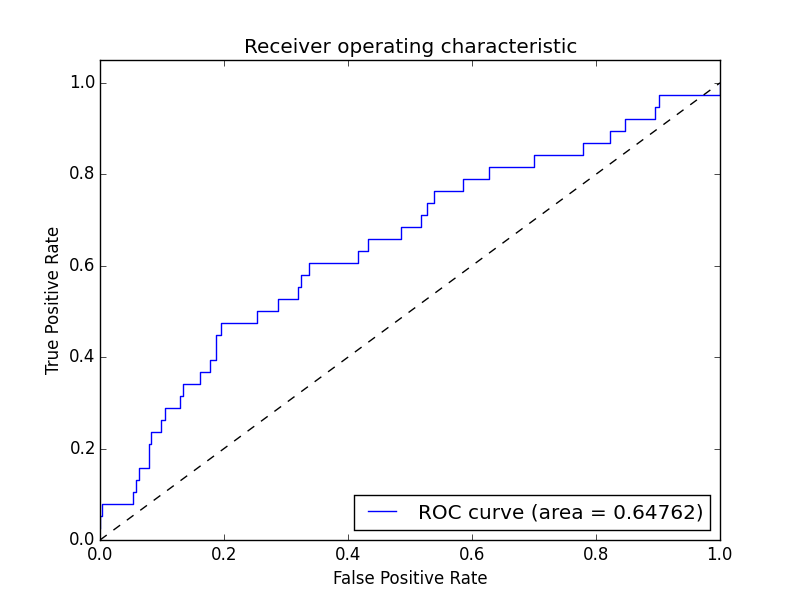 Receiver operating characteristic
True Positive Rate
1.0
0.8
0.6
0.4
0.2
0.0
ROC curve (area = 0.64762)
0.0 0.2 0.4 0.6 0.8 1.0
False Positive Rate